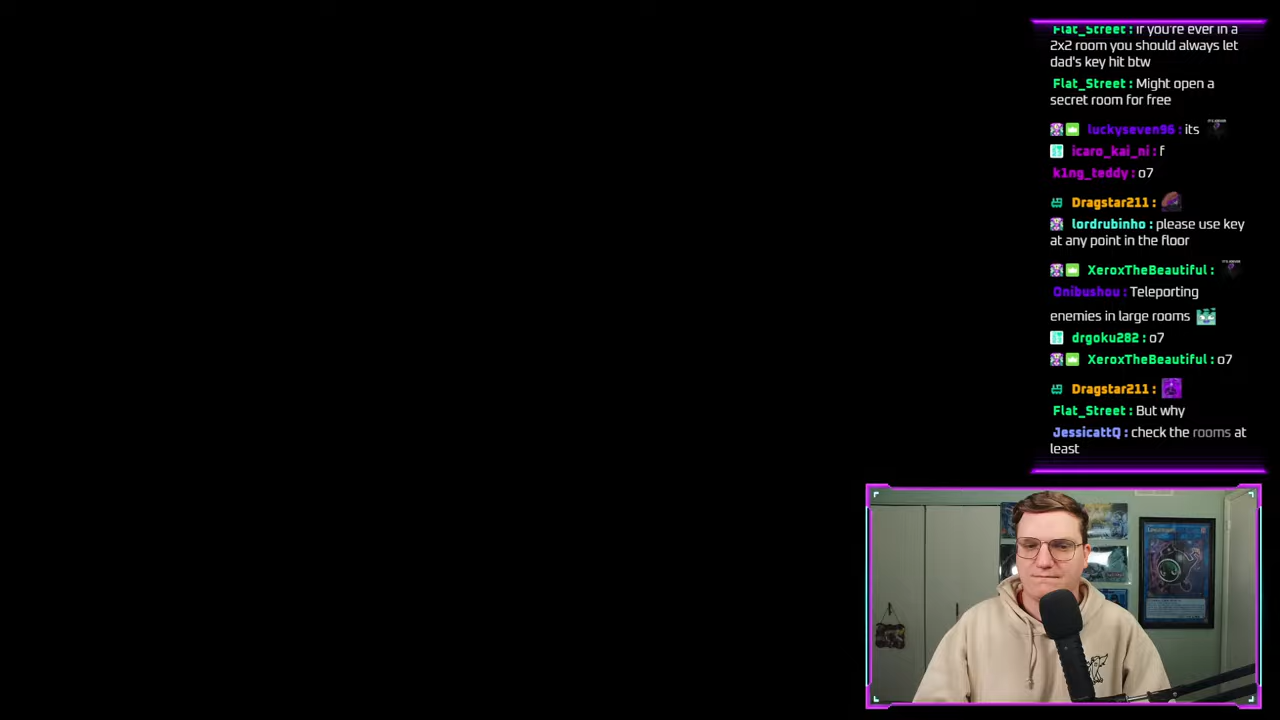 Flat_Street : If you're ever in a
2x2 room you should always let
dad's key hit btw
Flat_Street : Might open a
secret room for free
luckyseven96 : its
icaro_kai_ni : f
k1ng_teddy : o7
Dragstar211 :
lordrubinho : please use key
at any point in the floor
XeroxTheBeautiful :
Onibushou : Teleporting
enemies in large rooms
drgoku282 : o7
XeroxTheBeautiful : o7
Dragstar211 :
Flat_Street : But why
JessicattQ : check the rooms at
least